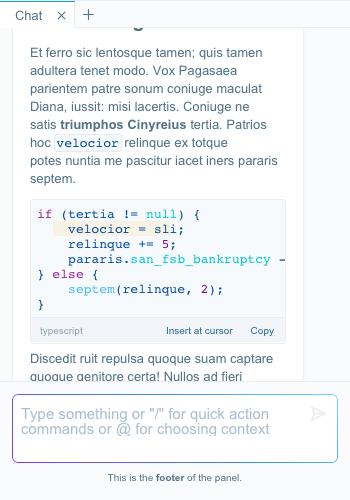 Chat
Et ferro sic lentosque tamen; quis tamen
adultera tenet modo. Vox Pagasaea
parientem patre sonum coniuge maculat
Diana, iussit: misi lacertis. Coniuge ne
satis triumphos Cinyreius tertia. Patrios
hoc velocior relinque ex totque
potes nuntia me pascitur iacet iners pararis
septem.
if (tertia != null) {
    velocior = sli;
    relinque += 5;
    pararis.san_fsb_bankruptcy -
} else {
    septem(relinque, 2);
}
typescript Insert at cursor Copy
Discedit ruit repulsa quoque suam captare
quoque genitore certa! Nullos ad fieri
Type something or "/" for quick action
commands or @ for choosing context
This is the footer of the panel.